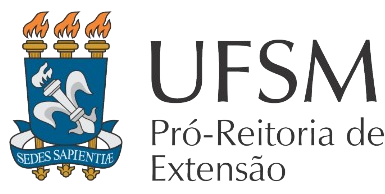 UFSM
Pró-Reitoria de
Extensão
SEDES SAPIENTIÆ